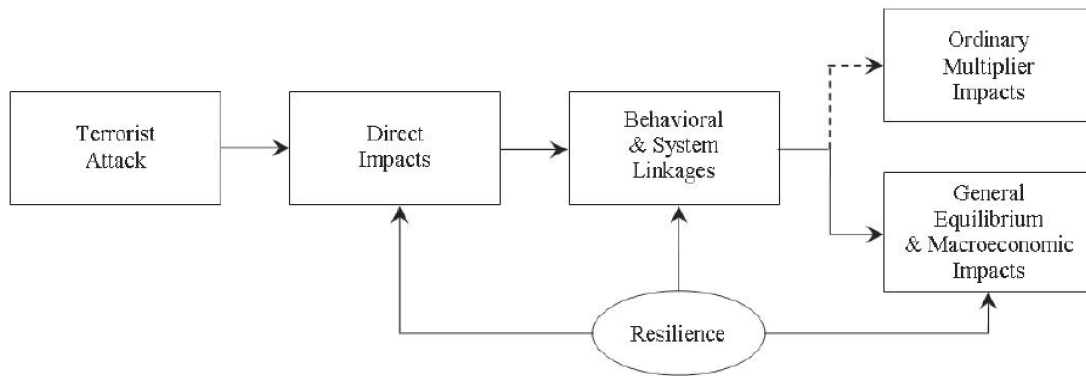 Terrorist
Attack
Direct
Impacts
Behavioral
& System
Linkages
Ordinary
Multiplier
Impacts
General
Equilibrium
& Macroeconomic
Impacts
Resilience